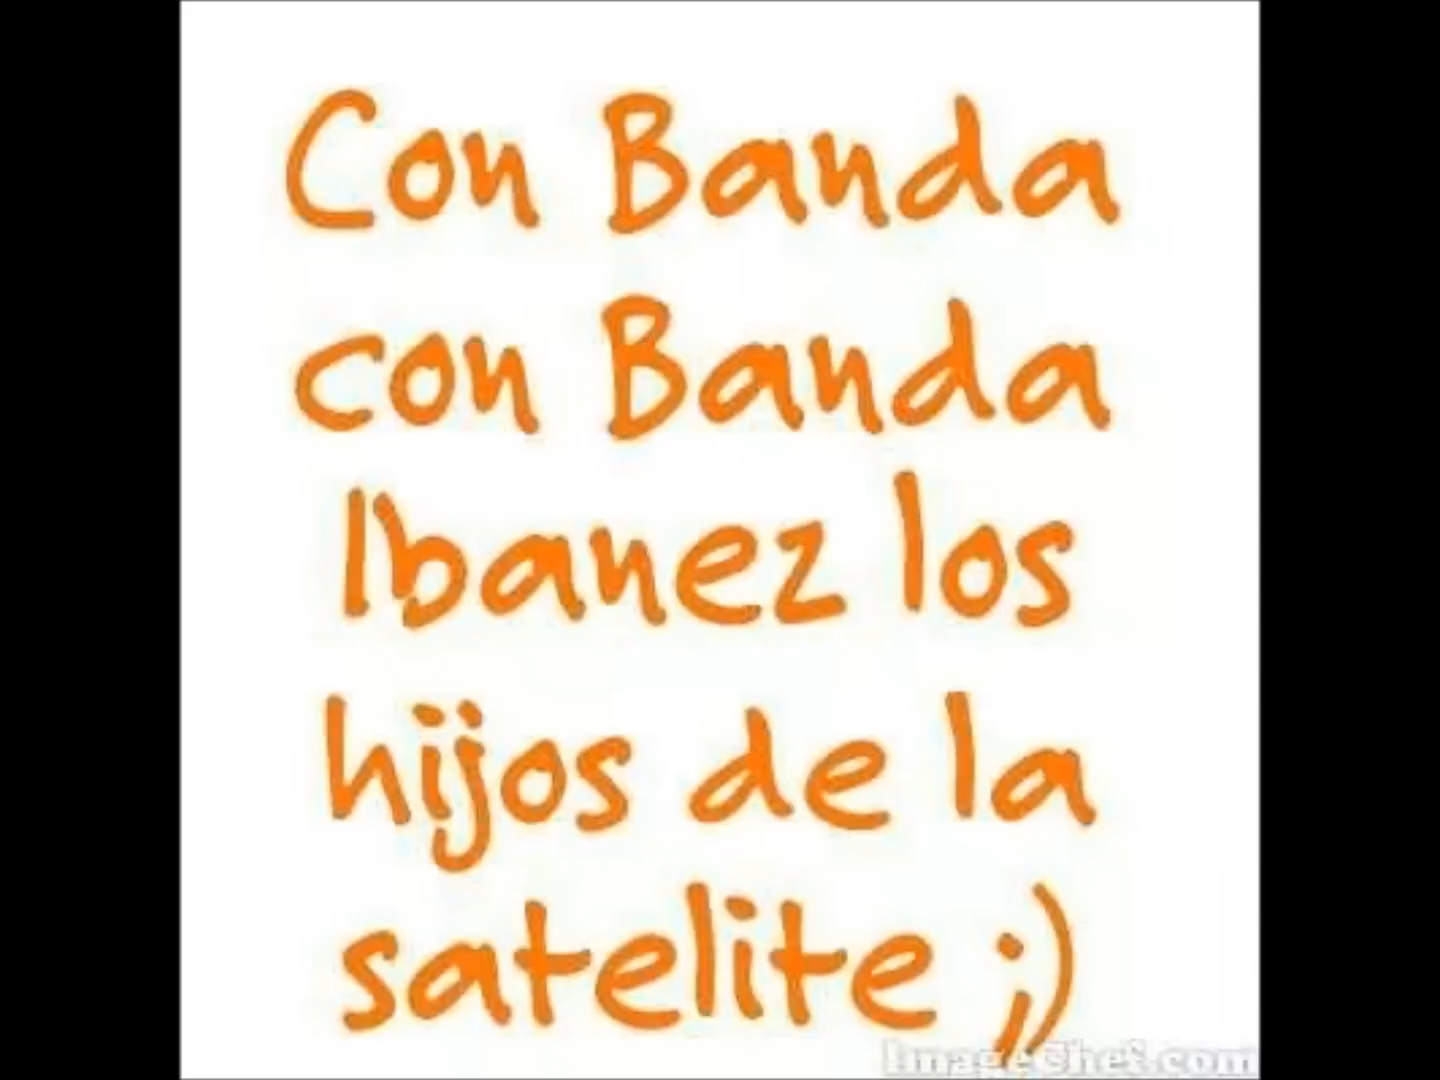 Con Banda
con Banda
Ibanez los
hijos de la
satelite ;)
ImageChef.com